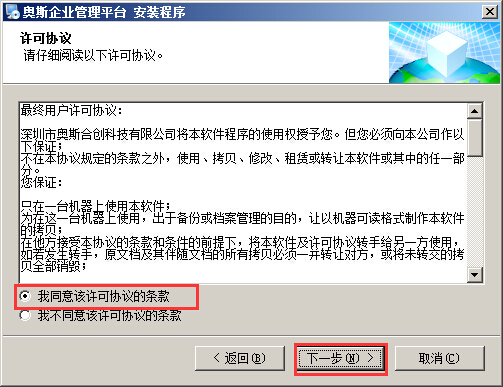 奥斯企业管理平台 安装程序
许可协议
请仔细阅读以下许可协议。
最终用户许可协议:
深圳市奥斯合创科技有限公司将本软件程序的使用权授予您。但您必须向本公司作以
下保证;
不在本协议规定的条款之外，使用、拷贝、修改、租赁或转让本软件或其中的任一部
分。
您保证:
只在一台机器上使用本软件;
为在这一台机器上使用，出于备份或档案管理的目的，让以机器可读格式制作本软件
的拷贝;
在他方接受本协议的条款和条件的前提下，将本软件及许可协议转手给另一方使用，
如若发生转手，原文档及其伴随文档的所有拷贝必须一并转让对方，或将未转交的拷
贝全部销毁;
我同意该许可协议的条款
我不同意该许可协议的条款
< 返回(B)
下一步(N) >
取消(C)